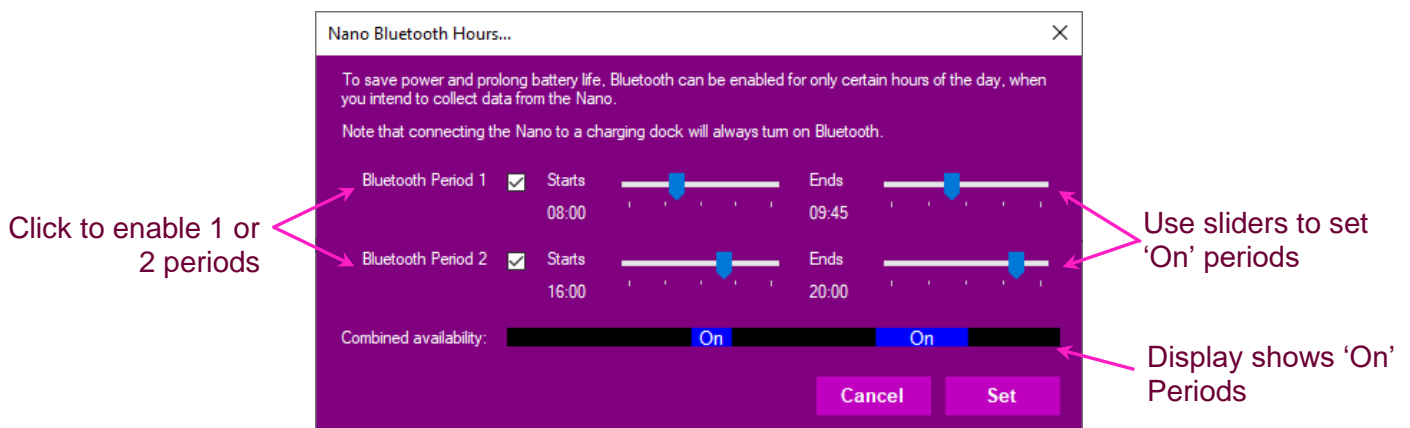 Nano Bluetooth Hours...
To save power and prolong battery life, Bluetooth can be enabled for only certain hours of the day, when
you intend to collect data from the Nano.
Note that connecting the Nano to a charging dock will always turn on Bluetooth.
Click to enable 1 or
2 periods
Bluetooth Period 1 Starts Ends
08:00 09:45
Bluetooth Period 2 Starts Ends
16:00 20:00
Use sliders to set
‘On’ periods
Combined availability: On On
Display shows ‘On’
Periods
Cancel Set